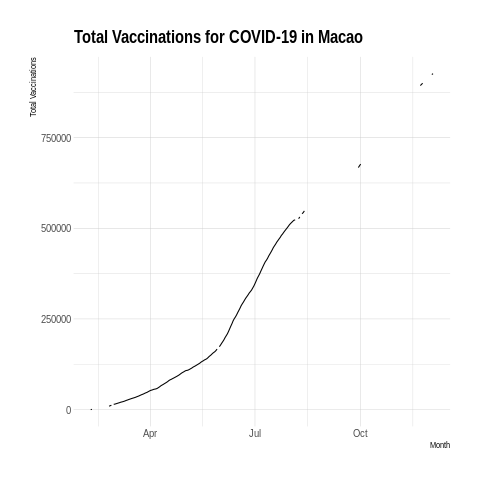 Total Vaccinations for COVID-19 in Macao
Total Vaccinations
750000
500000
250000
0
Apr
Jul
Oct
Month